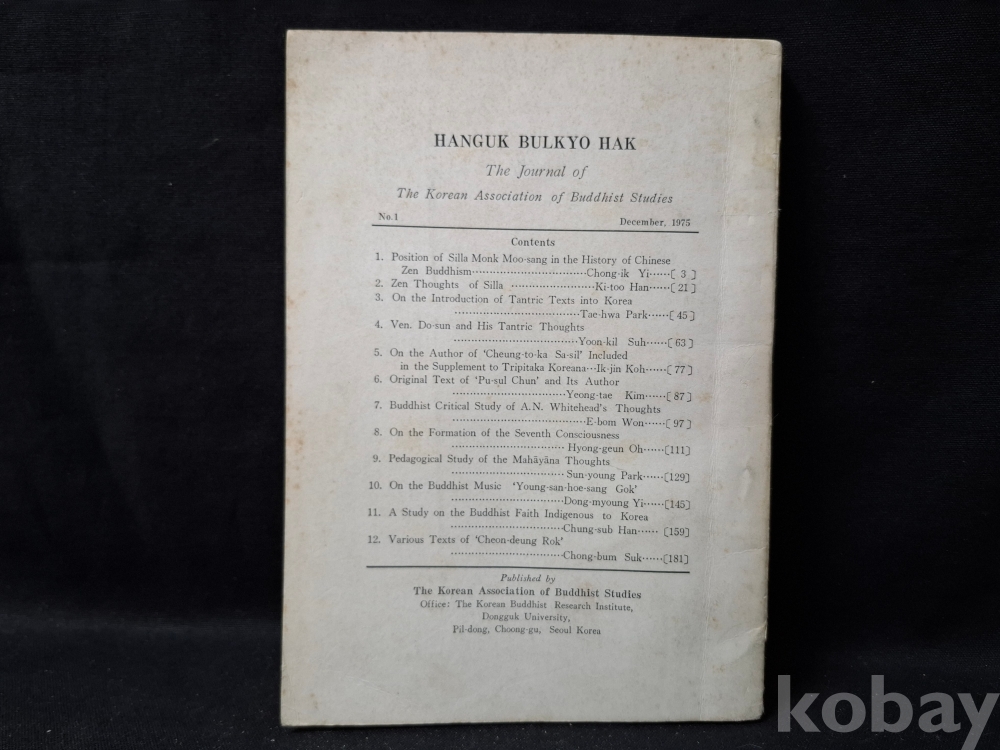 HANGUK BULKYO HAK
The Journal of
The Korean Association of Buddhist Studies
No.1 December, 1975
Contents
1. Position of Silla Monk Moo-sang in the History of Chinese
Zen Buddhism……………………………Chong-ik Yi……〔 3 〕
2. Zen Thoughts of Silla ……………………Ki-too Han……〔 21 〕
3. On the Introduction of Tantric Texts into Korea
………………………………Tae-hwa Park……〔 45 〕
4. Ven. Do-sun and His Tantric Thoughts
………………………………Yoon-kil Suh……〔 63 〕
5. On the Author of 'Cheung-to-ka Sa-sil' Included
in the Supplement to Tripitaka Koreana…Ik-jin Koh……〔 77 〕
6. Original Text of 'Pu-sul Chun' and Its Author
……………………………Yeong-tae Kim……〔 87 〕
7. Buddhist Critical Study of A.N. Whitehead's Thoughts
…………………………………E-bom Won……〔 97 〕
8. On the Formation of the Seventh Consciousness
…………………………… Hyong-geun Oh……〔111〕
9. Pedagogical Study of the Mahāyāna Thoughts
……………………………Sun-young Park……〔129〕
10. On the Buddhist Music 'Young-san-hoe-sang Gok'
……………………………Dong-myoung Yi……〔145〕
11. A Study on the Buddhist Faith Indigenous to Korea
……………………………Chung-sub Han…… 〔159〕
12. Various Texts of 'Cheon-deung Rok'
……………………………Chong-bum Suk……〔181〕
Published by
The Korean Association of Buddhist Studies
Office: The Korean Buddhist Research Institute,
Dongguk University,
Pil-dong, Choong-gu, Seoul Korea
kobay